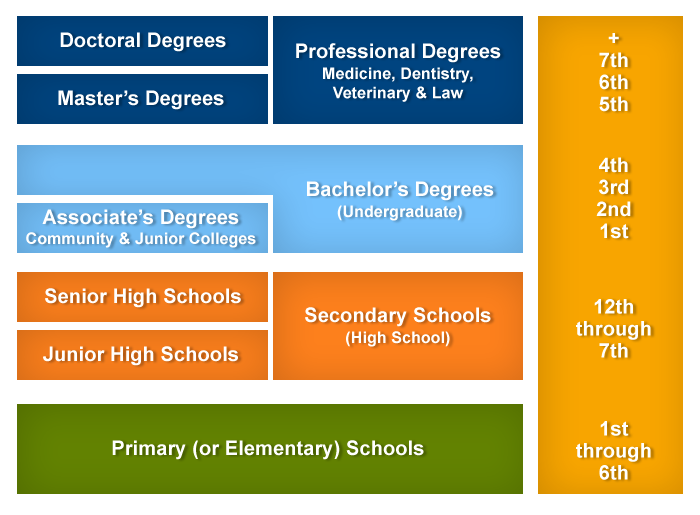 Doctoral Degrees
Master's Degrees
Professional Degrees
Medicine, Dentistry,
Veterinary & Law
+
7th
6th
5th
Bachelor's Degrees
(Undergraduate)
Associate's Degrees
Community & Junior Colleges
4th
3rd
2nd
1st
Senior High Schools
Junior High Schools
Secondary Schools
(High School)
12th
through
7th
Primary (or Elementary) Schools
1st
through
6th